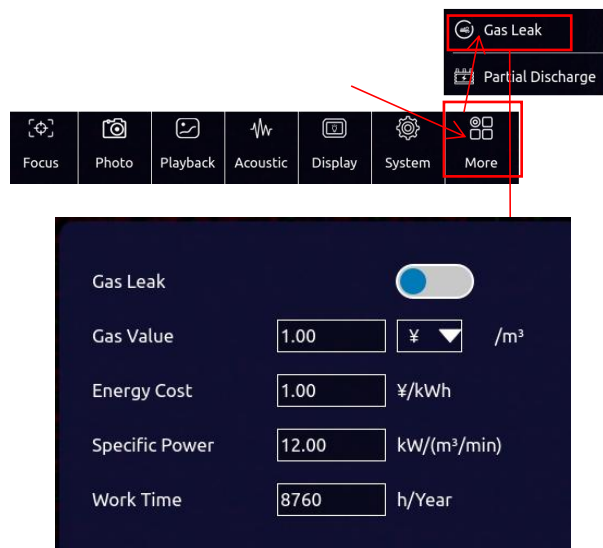 Gas Leak
Partial Discharge
Focus Photo Playback Acoustic Display System More
Gas Leak
Gas Value 1.00 ¥ /m³
Energy Cost 1.00 ¥/kWh
Specific Power 12.00 kW/(m³/min)
Work Time 8760 h/Year